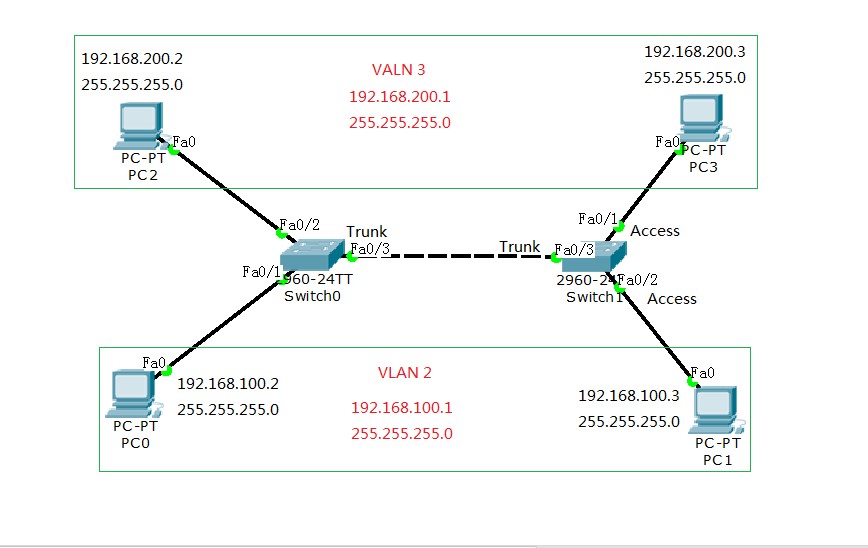 192.168.200.2
255.255.255.0
VALN 3
192.168.200.1
255.255.255.0
192.168.200.3
255.255.255.0
Fa0
PC-PT
PC2
Fa0
PC-PT
PC3
Fa0/2
Trunk
Fa0/3
Fa0/1
960-24TT
Switch0
Fa0/1
Access
Trunk
Fa0/3
2960-24
Switch1
Fa0/2
Access
Fa0
PC-PT
PC0
192.168.100.2
255.255.255.0
VLAN 2
192.168.100.1
255.255.255.0
192.168.100.3
255.255.255.0
Fa0
PC-PT
PC1